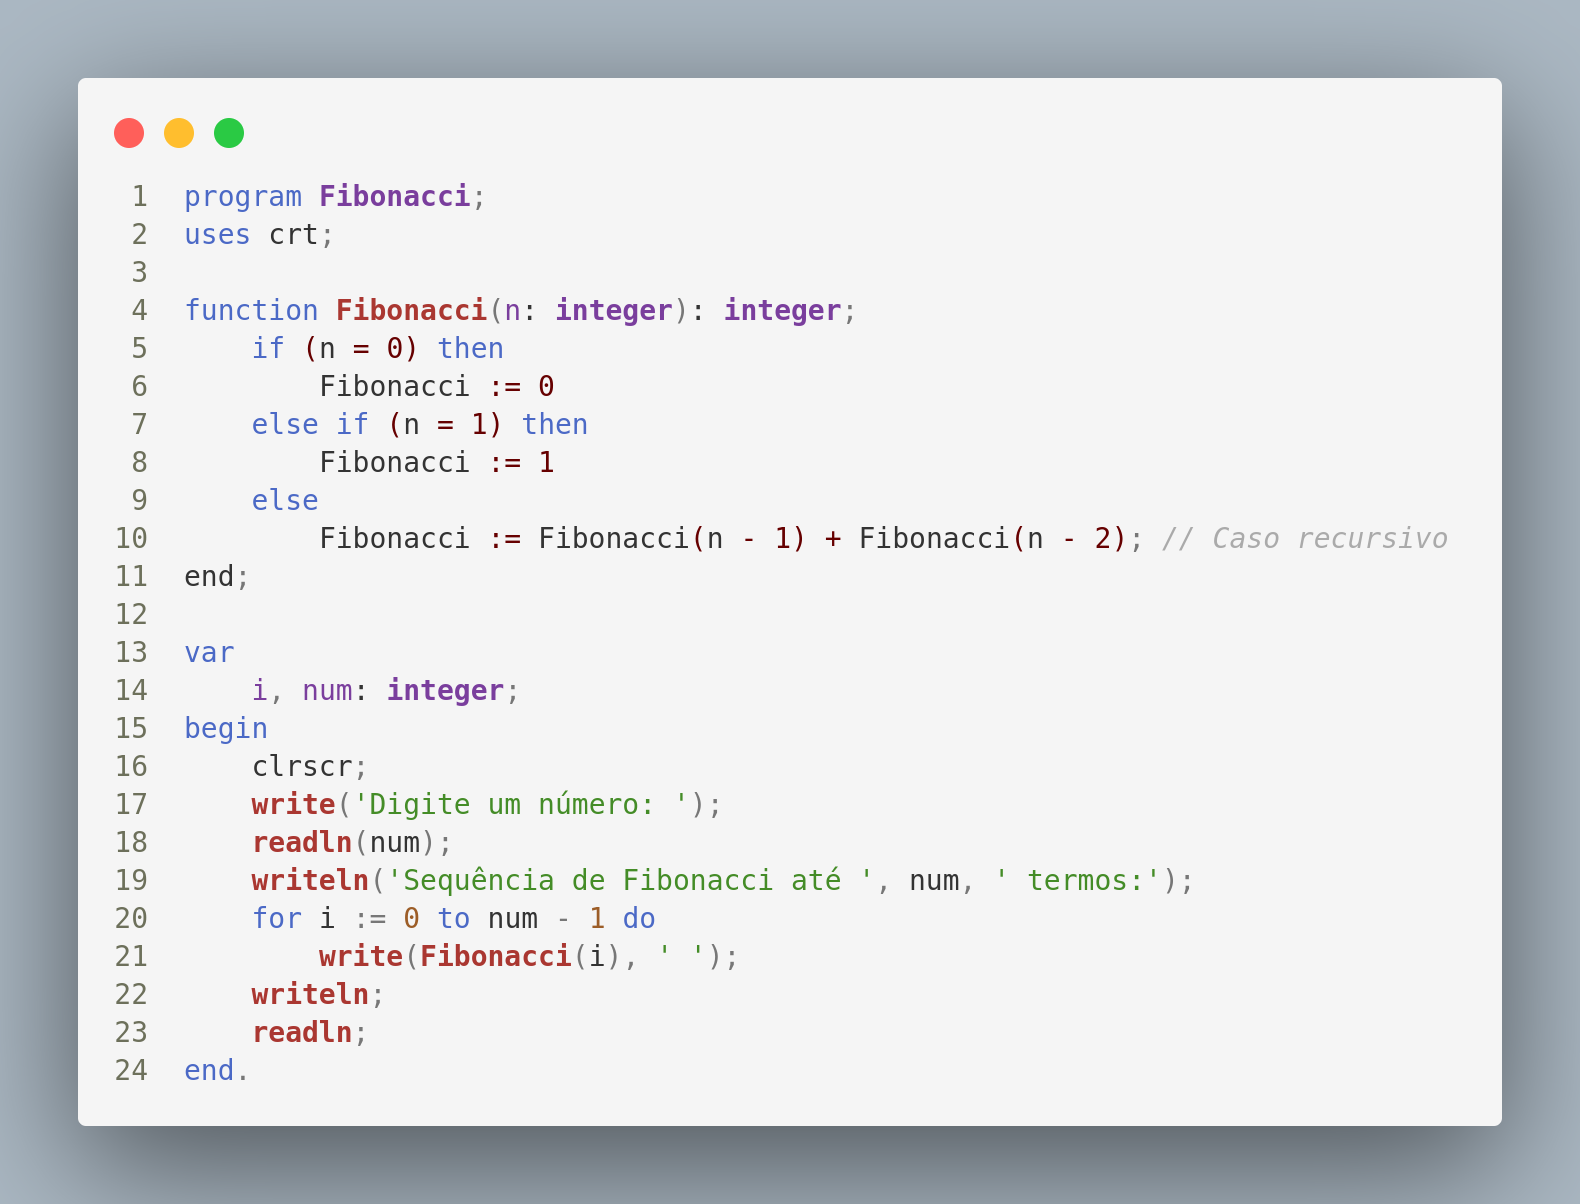 1 program Fibonacci;
2 uses crt;
3
4 function Fibonacci(n: integer): integer;
5     if (n = 0) then
6         Fibonacci := 0
7     else if (n = 1) then
8         Fibonacci := 1
9     else
10         Fibonacci := Fibonacci(n - 1) + Fibonacci(n - 2); // Caso recursivo
11 end;
12
13 var
14     i, num: integer;
15 begin
16     clrscr;
17     write('Digite um número: ');
18     readln(num);
19     writeln('Sequência de Fibonacci até ', num, ' termos:');
20     for i := 0 to num - 1 do
21         write(Fibonacci(i), ' ');
22     writeln;
23     readln;
24 end.